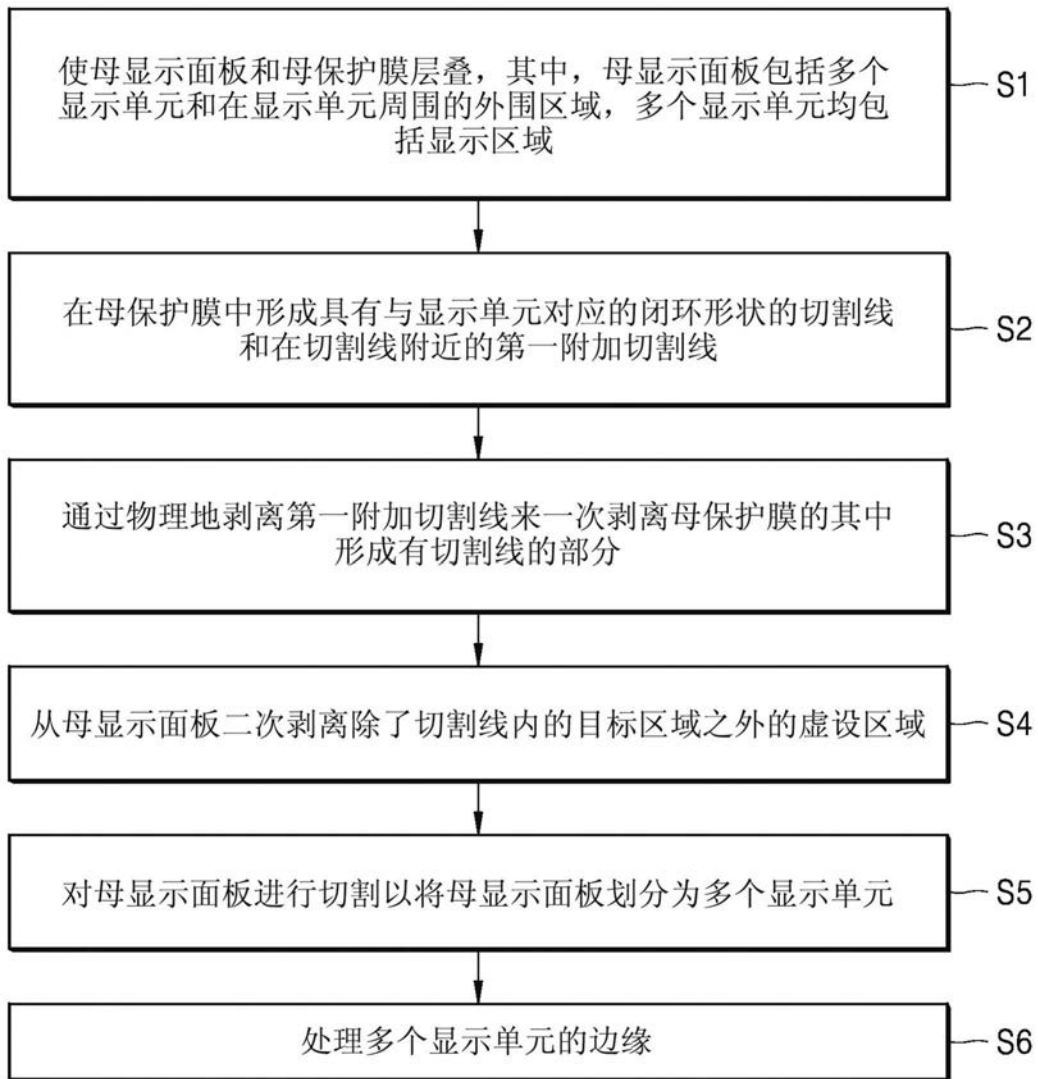 使母显示面板和母保护膜层叠，其中，母显示面板包括多个
显示单元和在显示单元周围的外围区域，多个显示单元均包
括显示区域
S1
在母保护膜中形成具有与显示单元对应的闭环形状的切割线
和在切割线附近的第一附加切割线
S2
通过物理地剥离第一附加切割线来一次剥离母保护膜的其中
形成有切割线的部分
S3
从母显示面板二次剥离除了切割线内的目标区域之外的虚设区域
S4
对母显示面板进行切割以将母显示面板划分为多个显示单元
S5
处理多个显示单元的边缘
S6